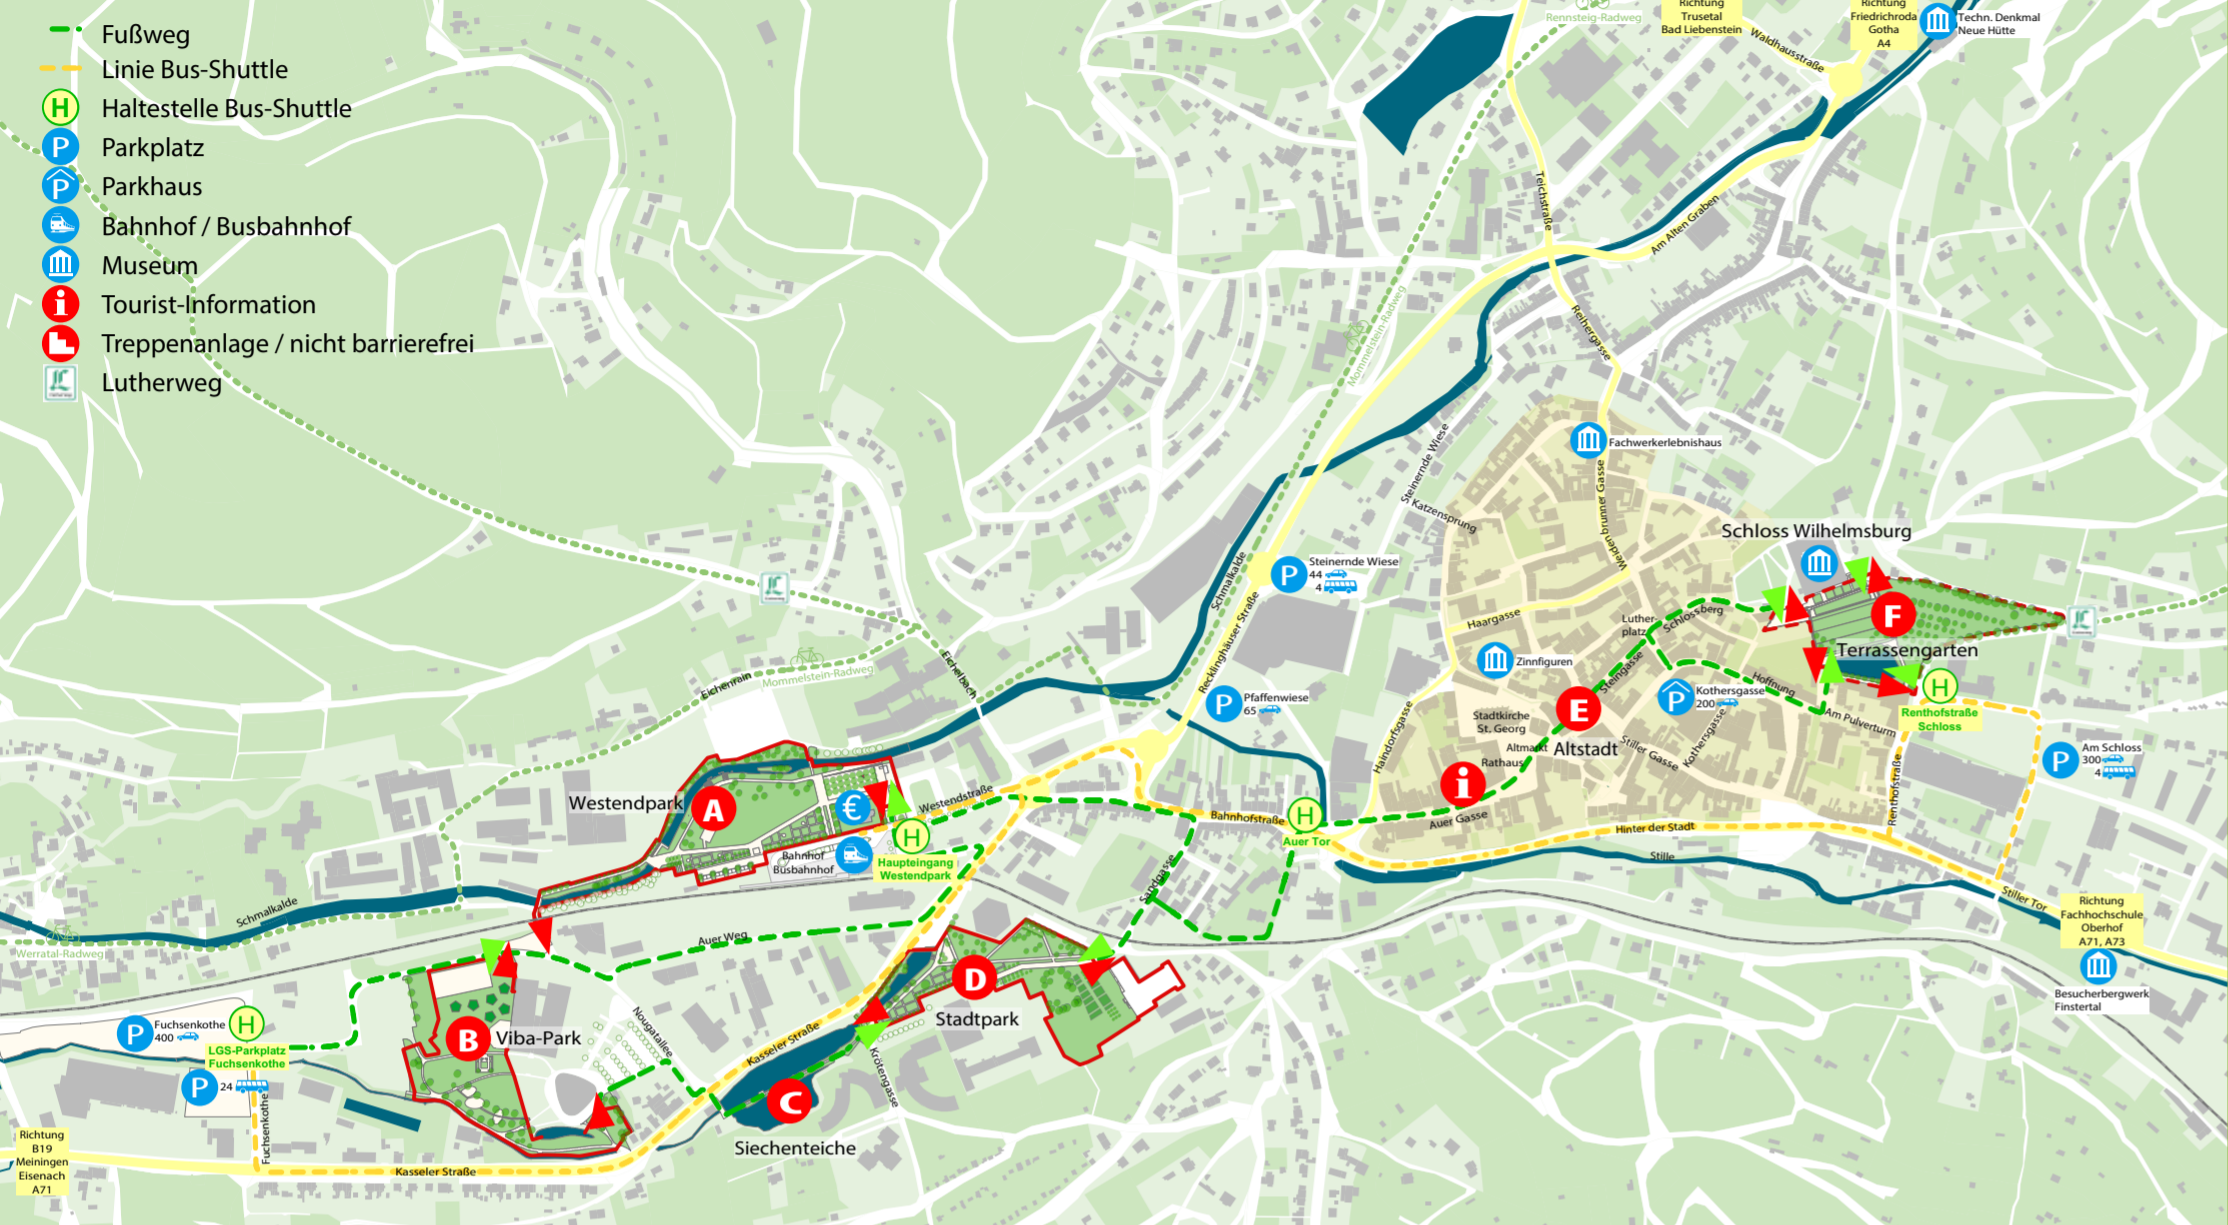 Fußweg
Linie Bus-Shuttle
H
Haltestelle Bus-Shuttle
P
Parkplatz
P
Parkhaus
Bahnhof / Busbahnhof
Museum
i
Tourist-Information
Treppenanlage / nicht barrierefrei
L
Lutherweg
Rennsteig-Radweg
Richtung
Trusetal
Bad Liebenstein
Richtung
Friedrichroda
Gotha
A4
Techn. Denkmal
Neue Hütte
Waldhausstraße
Teichstraße
Am Alten Graben
Reihergasse
Mommelstein-Radweg
Steinernde Wiese
Katzensprung
Fachwerkerlebnishaus
Weidenbrunner Gasse
Schloss Wilhelmsburg
P
Steinernde Wiese
44
4
Schmalkalde
Recklinghäuser Straße
Haargasse
Luther-
platz
Schlossberg
F
Terrassengarten
Zinnfiguren
Steingasse
Hoffnung
P
Kothersgasse
200
Kothersgasse
H
Renthofstraße
Schloss
Am Pulverturm
P
Pfaffenwiese
65
Haindorfsgasse
Stadtkirche
St. Georg
E
Altstadt
Altmarkt
Rathaus
Stiller Gasse
i
Auer Gasse
P
Am Schloss
300
4
Renthofstraße
Eichelbach
Eichenrain
Mommelstein-Radweg
Westendpark
A
€
Westendstraße
H
Haupteingang
Westendpark
Bahnhof
Busbahnhof
Bahnhofstraße
H
Auer Tor
Hinter der Stadt
Stille
Stiller Tor
Sandgasse
Richtung
Fachhochschule
Oberhof
A71, A73
Besucherbergwerk
Finstertal
Schmalkalde
Werratal-Radweg
Auer Weg
D
Stadtpark
P
Fuchsenkothe
400
H
LGS-Parkplatz
Fuchsenkothe
P
24
Fuchsenkothe
B
Viba-Park
Nougatallee
Kasseler Straße
Krötengasse
C
Siechenteiche
Kasseler Straße
Richtung
B19
Meiningen
Eisenach
A71